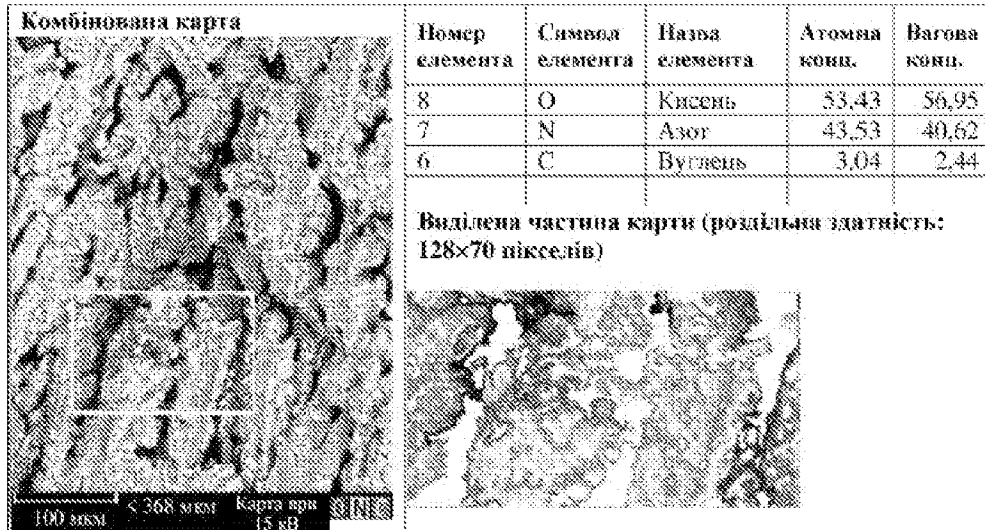 Комбінована карта
Номер елемента Символ елемента Назва елемента Атомна конц. Вагова конц.
8 O Кисень 53,43 56,95
7 N Азот 43,53 40,62
6 C Вуглець 3,04 2,44
Виділена частина карти (роздільна здатність:
128×70 пікселів)
100 мкм 368 мкм Карта при
15 кВ